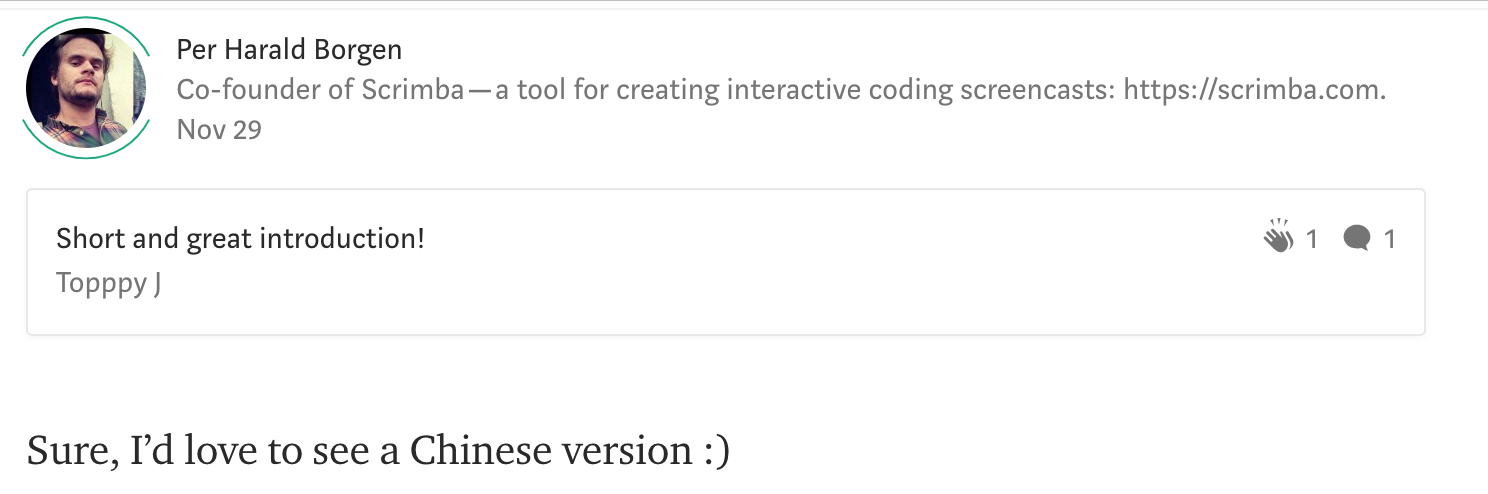 Per Harald Borgen
Co-founder of Scrimba — a tool for creating interactive coding screencasts: https://scrimba.com.
Nov 29
Short and great introduction!
1 1
Topppy J
Sure, I’d love to see a Chinese version :)